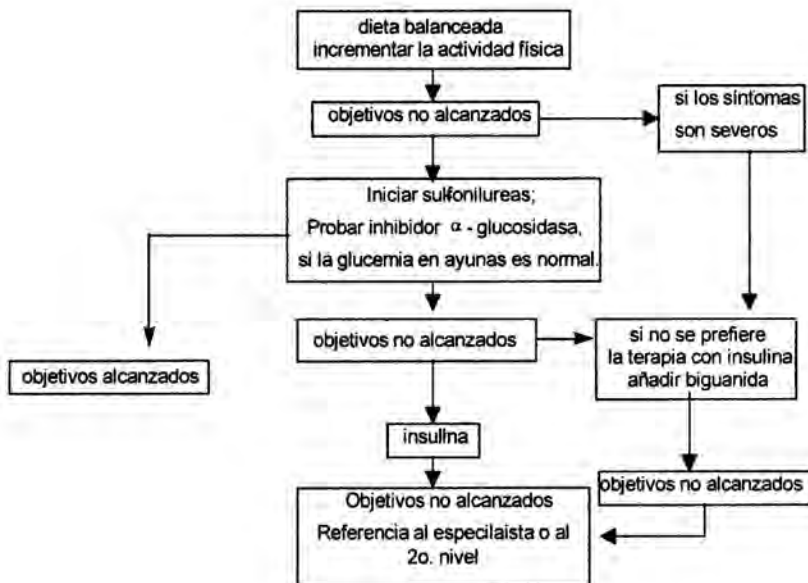 dieta balanceada
incrementar la actividad física
objetivos no alcanzados
si los síntomas
son severos
Iniciar sulfonilureas;
Probar inhibidor α - glucosidasa,
si la glucemia en ayunas es normal.
objetivos no alcanzados
si no se prefiere
la terapia con insulina
añadir biguanida
objetivos alcanzados
insulina
objetivos no alcanzados
Objetivos no alcanzados
Referencia al especilaista o al
2o. nivel